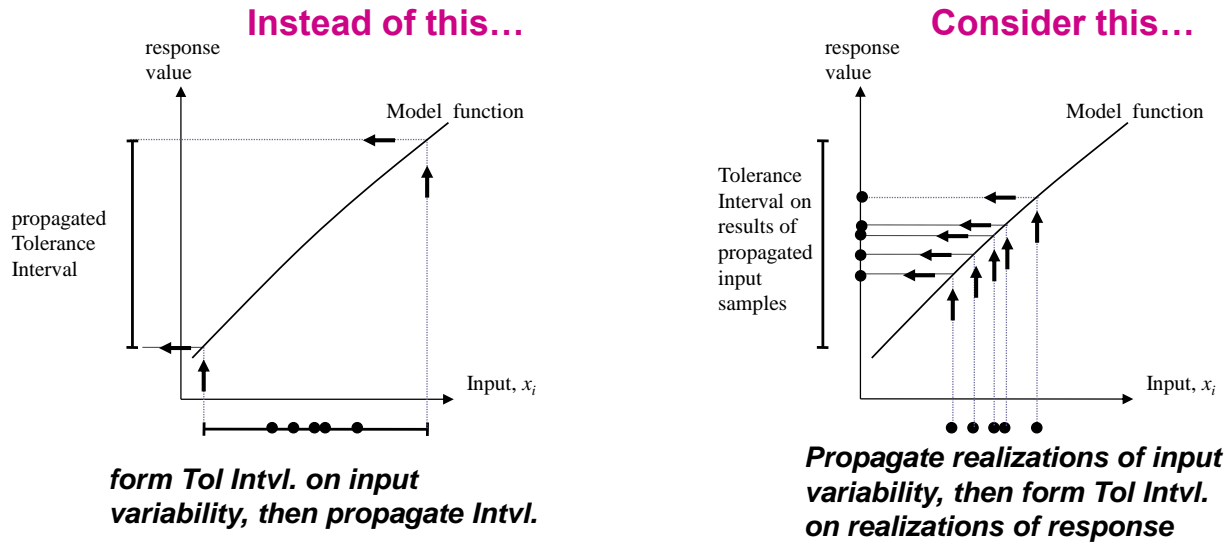 Instead of this…
response
value
Model function
propagated
Tolerance
Interval
Input, xi
form Tol Intvl. on input
variability, then propagate Intvl.
Consider this…
response
value
Model function
Tolerance
Interval on
results of
propagated
input
samples
Input, xi
Propagate realizations of input
variability, then form Tol Intvl.
on realizations of response